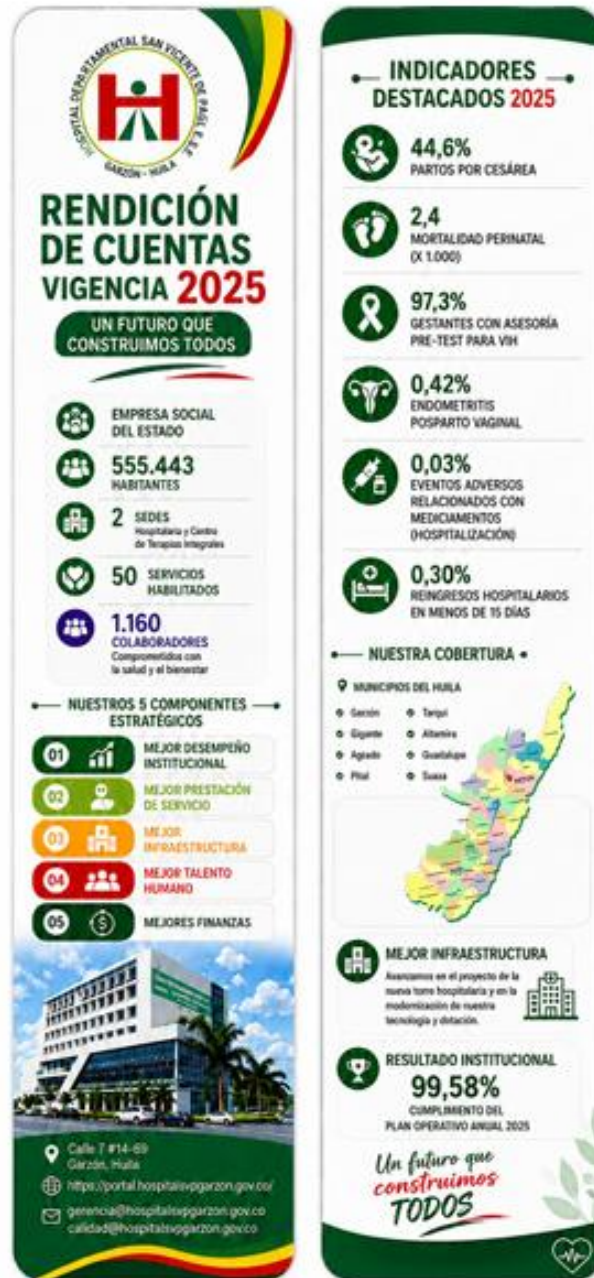 HOSPITAL DEPARTAMENTAL SAN VICENTE DE PAÚL E.S.E
GARZÓN - HUILA
RENDICIÓN
DE CUENTAS
VIGENCIA 2025
UN FUTURO QUE
CONSTRUIMOS TODOS
EMPRESA SOCIAL
DEL ESTADO
555.443
HABITANTES
2 SEDES
Hospitalaria y Centro
de Terapias Integrales
50 SERVICIOS
HABILITADOS
1.160
COLABORADORES
Comprometidos con
la salud y el bienestar
NUESTROS 5 COMPONENTES
ESTRATÉGICOS
01 MEJOR DESEMPEÑO
INSTITUCIONAL
02 MEJOR PRESTACIÓN
DE SERVICIO
03 MEJOR
INFRAESTRUCTURA
04 MEJOR TALENTO
HUMANO
05 MEJORES FINANZAS
Calle 7 #14-69
Garzón, Huila
https://portal.hospitalsvpgarzon.gov.co/
gerencia@hospitalsvpgarzon.gov.co
calidad@hospitalsvpgarzon.gov.co
INDICADORES
DESTACADOS 2025
44,6%
PARTOS POR CESÁREA
2,4
MORTALIDAD PERINATAL
(X 1.000)
97,3%
GESTANTES CON ASESORÍA
PRE-TEST PARA VIH
0,42%
ENDOMETRITIS
POSPARTO VAGINAL
0,03%
EVENTOS ADVERSOS
RELACIONADOS CON
MEDICIAMENTOS
(HOSPITALIZACIÓN)
0,30%
REINGRESOS HOSPITALARIOS
EN MENOS DE 15 DÍAS
NUESTRA COBERTURA
MUNICIPIOS DEL HUILA
Garzón
Gigante
Agrado
Pital
Tarqui
Altamira
Guadalupe
Suaza
MEJOR INFRAESTRUCTURA
Avanzamos en el proyecto de la
nueva torre hospitalaria y en la
modernización de nuestra
tecnología y dotación.
RESULTADO INSTITUCIONAL
99,58%
CUMPLIMIENTO DEL
PLAN OPERATIVO ANUAL 2025
Un futuro que
construimos
TODOS